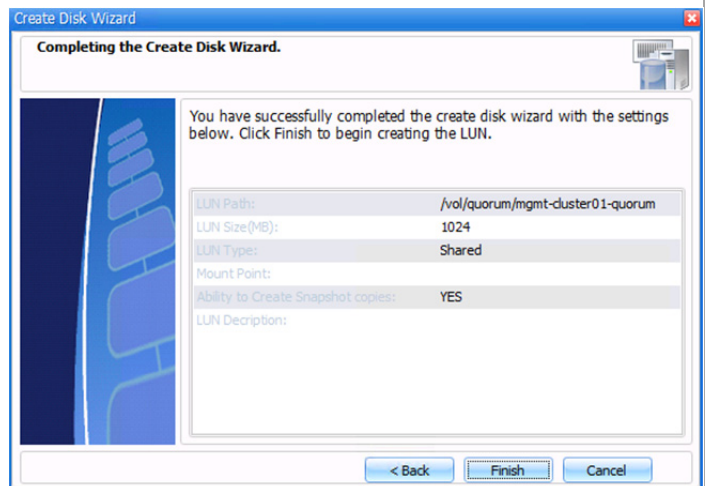 Create Disk Wizard
Completing the Create Disk Wizard.
You have successfully completed the create disk wizard with the settings
below. Click Finish to begin creating the LUN.
LUN Path: /vol/quorum/mgmt-cluster01-quorum
LUN Size(MB): 1024
LUN Type: Shared
Mount Point:
Ability to Create Snapshot copies: YES
LUN Decription:
< Back Finish Cancel